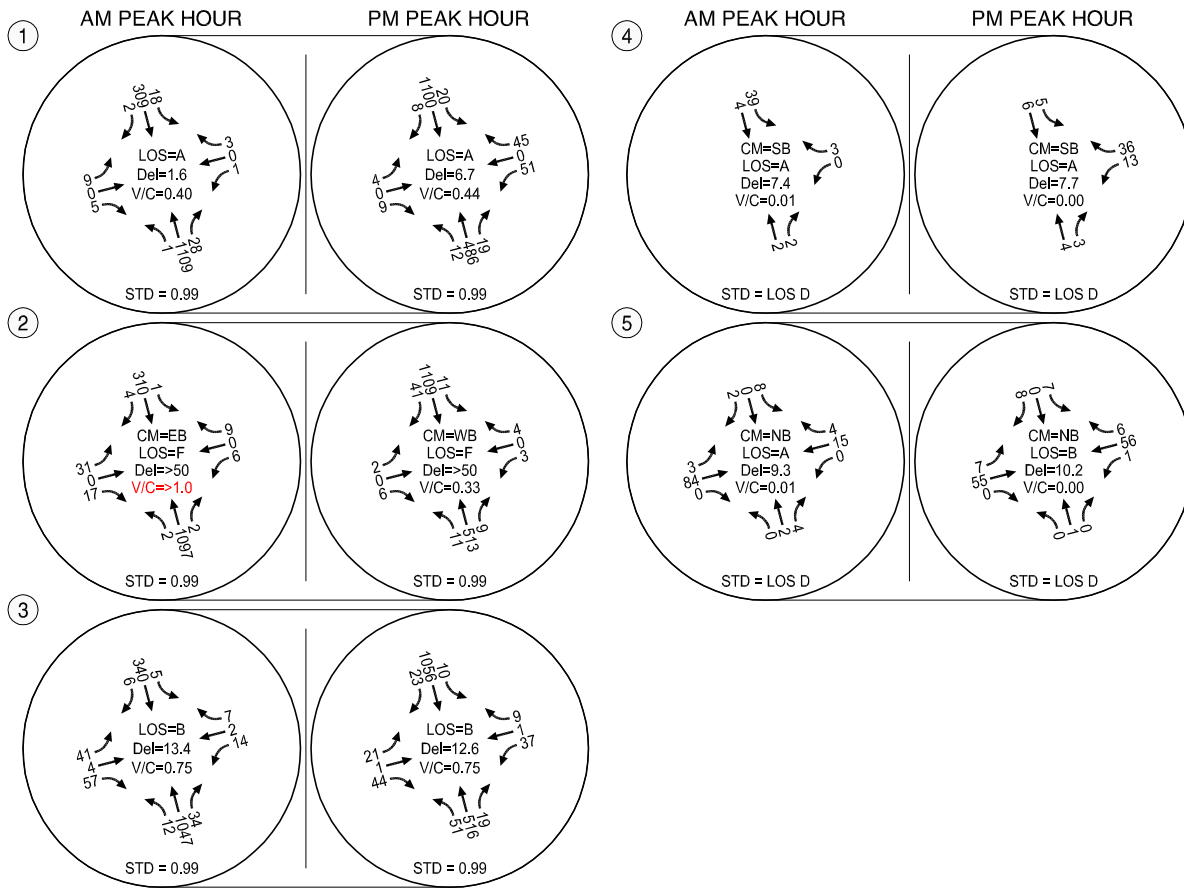 AM PEAK HOUR
PM PEAK HOUR
AM PEAK HOUR
PM PEAK HOUR
1
2 309 18
3
0
1
9
0
5
LOS=A
Del=1.6
V/C=0.40
1 1109 28
STD = 0.99
8 1100 20
45
0
51
4
0
9
LOS=A
Del=6.7
V/C=0.44
12 486 19
STD = 0.99
4
4 39
3
0
CM=SB
LOS=A
Del=7.4
V/C=0.01
2 2
STD = LOS D
6 5
36
13
CM=SB
LOS=A
Del=7.7
V/C=0.00
4 3
STD = LOS D
2
4 310 1
9
0
6
31
0
17
CM=EB
LOS=F
Del=>50
V/C=>1.0
2 1097 2
STD = 0.99
41 1109 11
4
0
3
2
0
6
CM=WB
LOS=F
Del=>50
V/C=0.33
11 513 9
STD = 0.99
5
2 0 8
4
15
0
3
84
0
CM=NB
LOS=A
Del=9.3
V/C=0.01
0 2 4
STD = LOS D
8 0 7
6
56
1
7
55
0
CM=NB
LOS=B
Del=10.2
V/C=0.00
0 1 0
STD = LOS D
3
6 340 5
7
2
14
41
4
57
LOS=B
Del=13.4
V/C=0.75
12 1047 34
STD = 0.99
23 1056 10
9
1
37
21
1
44
LOS=B
Del=12.6
V/C=0.75
51 516 19
STD = 0.99